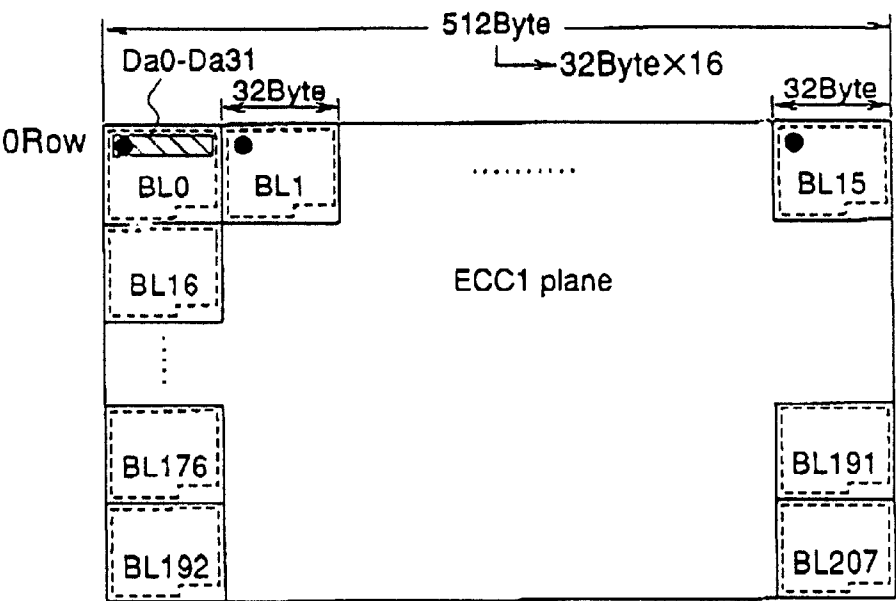 512Byte
Da0-Da31
32Byte×16
32Byte
32Byte
0Row
BL0
BL1
..........
BL15
BL16
ECC1 plane
BL176
BL191
BL192
BL207